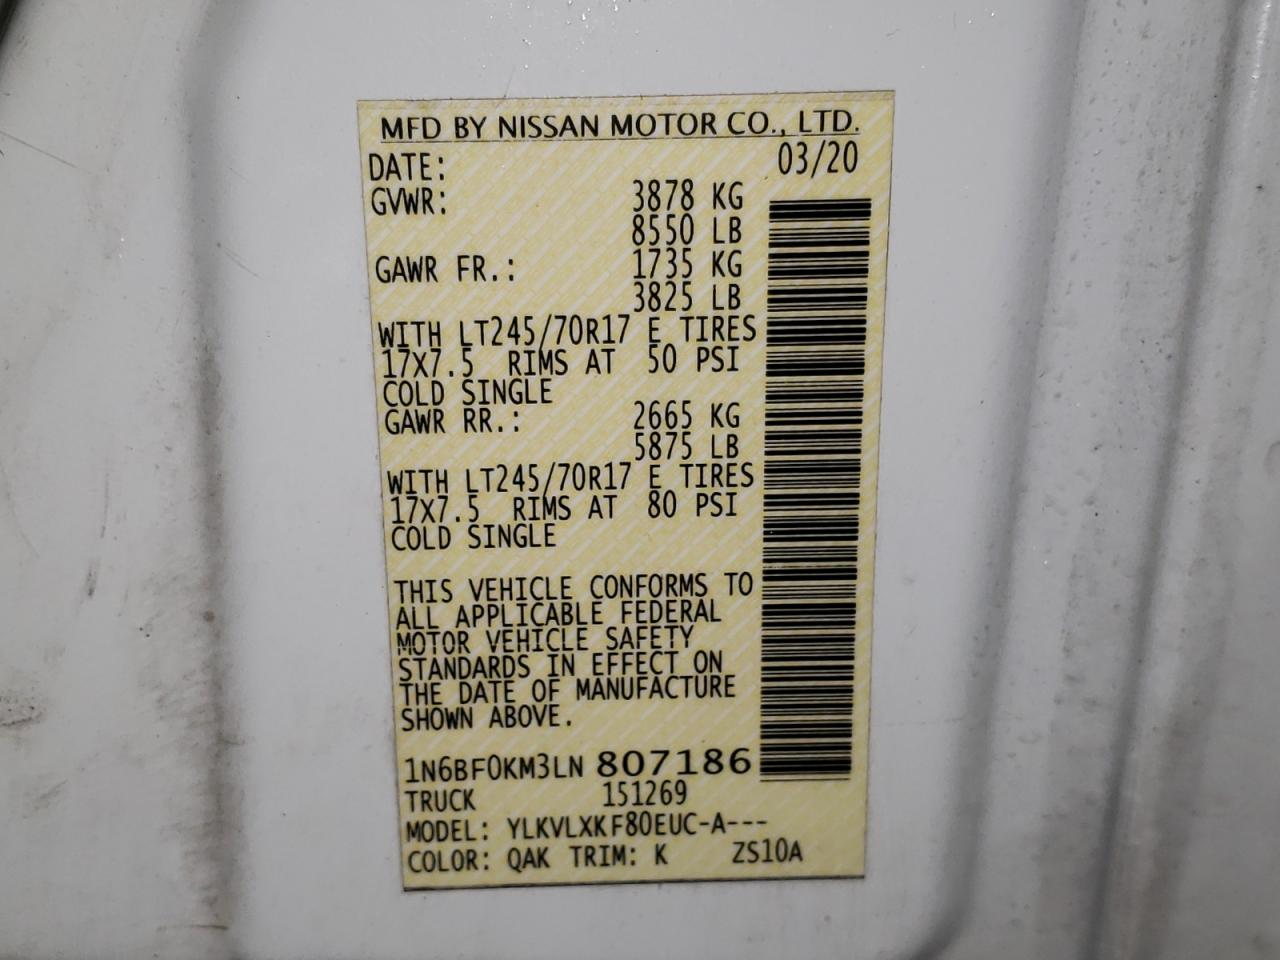 MFD BY NISSAN MOTOR CO., LTD.
DATE: 03/20
GVWR: 3878 KG
8550 LB
GAWR FR.: 1735 KG
3825 LB
WITH LT245/70R17 E TIRES
17X7.5 RIMS AT 50 PSI
COLD SINGLE
GAWR RR.: 2665 KG
5875 LB
WITH LT245/70R17 E TIRES
17X7.5 RIMS AT 80 PSI
COLD SINGLE
THIS VEHICLE CONFORMS TO
ALL APPLICABLE FEDERAL
MOTOR VEHICLE SAFETY
STANDARDS IN EFFECT ON
THE DATE OF MANUFACTURE
SHOWN ABOVE.
1N6BF0KM3LN 807186
TRUCK 151269
MODEL: YLKVLXKF80EUC-A---
COLOR: QAK TRIM: K ZS10A